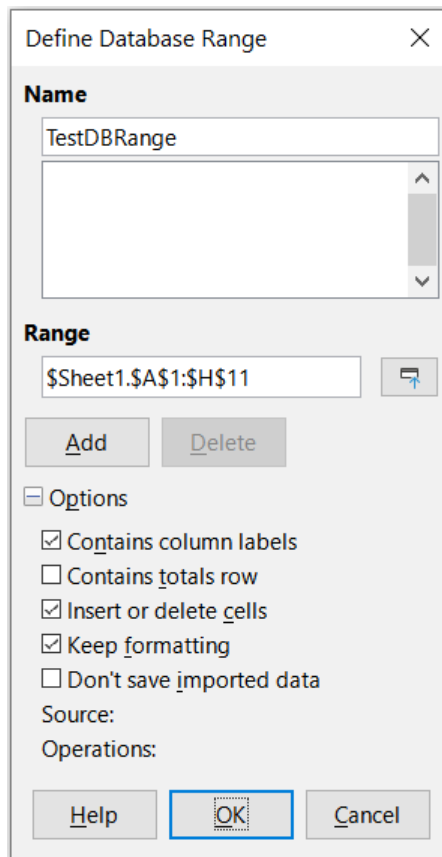 Define Database Range
Name
TestDBRange
Range
$Sheet1.$A$1:$H$11
Add Delete
Options
Contains column labels
Contains totals row
Insert or delete cells
Keep formatting
Don't save imported data
Source:
Operations:
Help OK Cancel